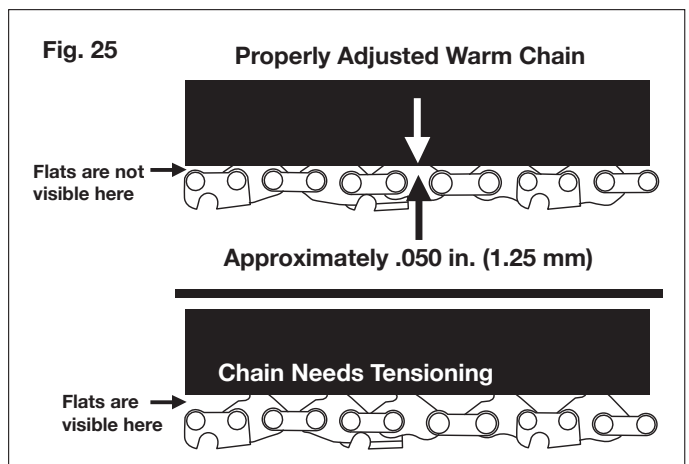 Fig. 25
Properly Adjusted Warm Chain
Flats are not
visible here
Approximately .050 in. (1.25 mm)
Chain Needs Tensioning
Flats are
visible here